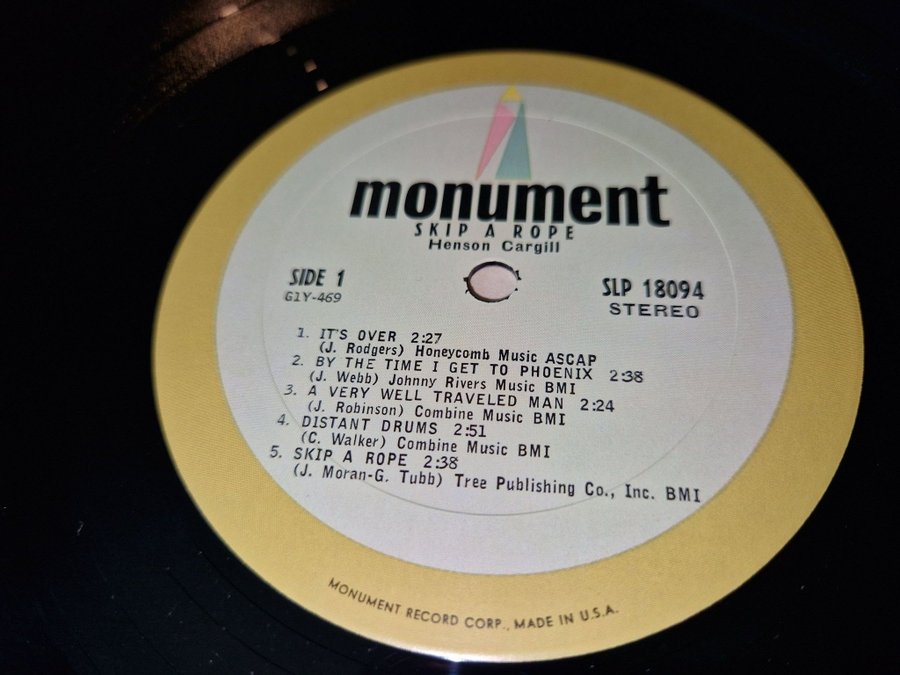 monument
SKIP A ROPE
Henson Cargill
SIDE 1
G1Y-469
SLP 18094
STEREO
1. IT'S OVER 2:27
(J. Rodgers) Honeycomb Music ASCAP
2. BY THE TIME I GET TO PHOENIX 2:38
(J. Webb) Johnny Rivers Music BMI
3. A VERY WELL TRAVELED MAN 2:24
(J. Robinson) Combine Music BMI
4. DISTANT DRUMS 2:51
(C. Walker) Combine Music BMI
5. SKIP A ROPE 2:38
(J. Moran-G. Tubb) Tree Publishing Co., Inc. BMI
MONUMENT RECORD CORP., MADE IN U.S.A.